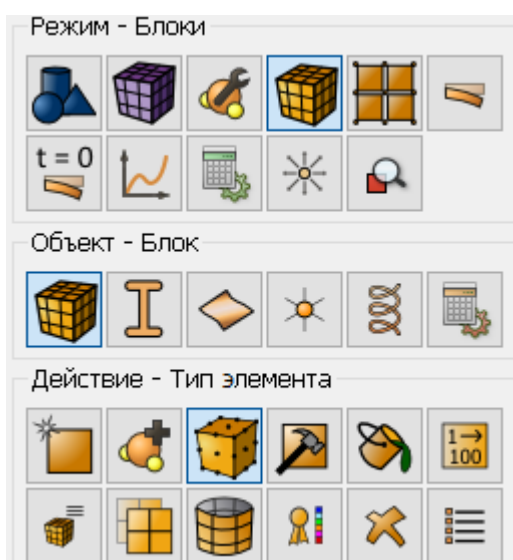 Режим - Блоки
t = 0
Объект - Блок
Действие - Тип элемента
1→
100